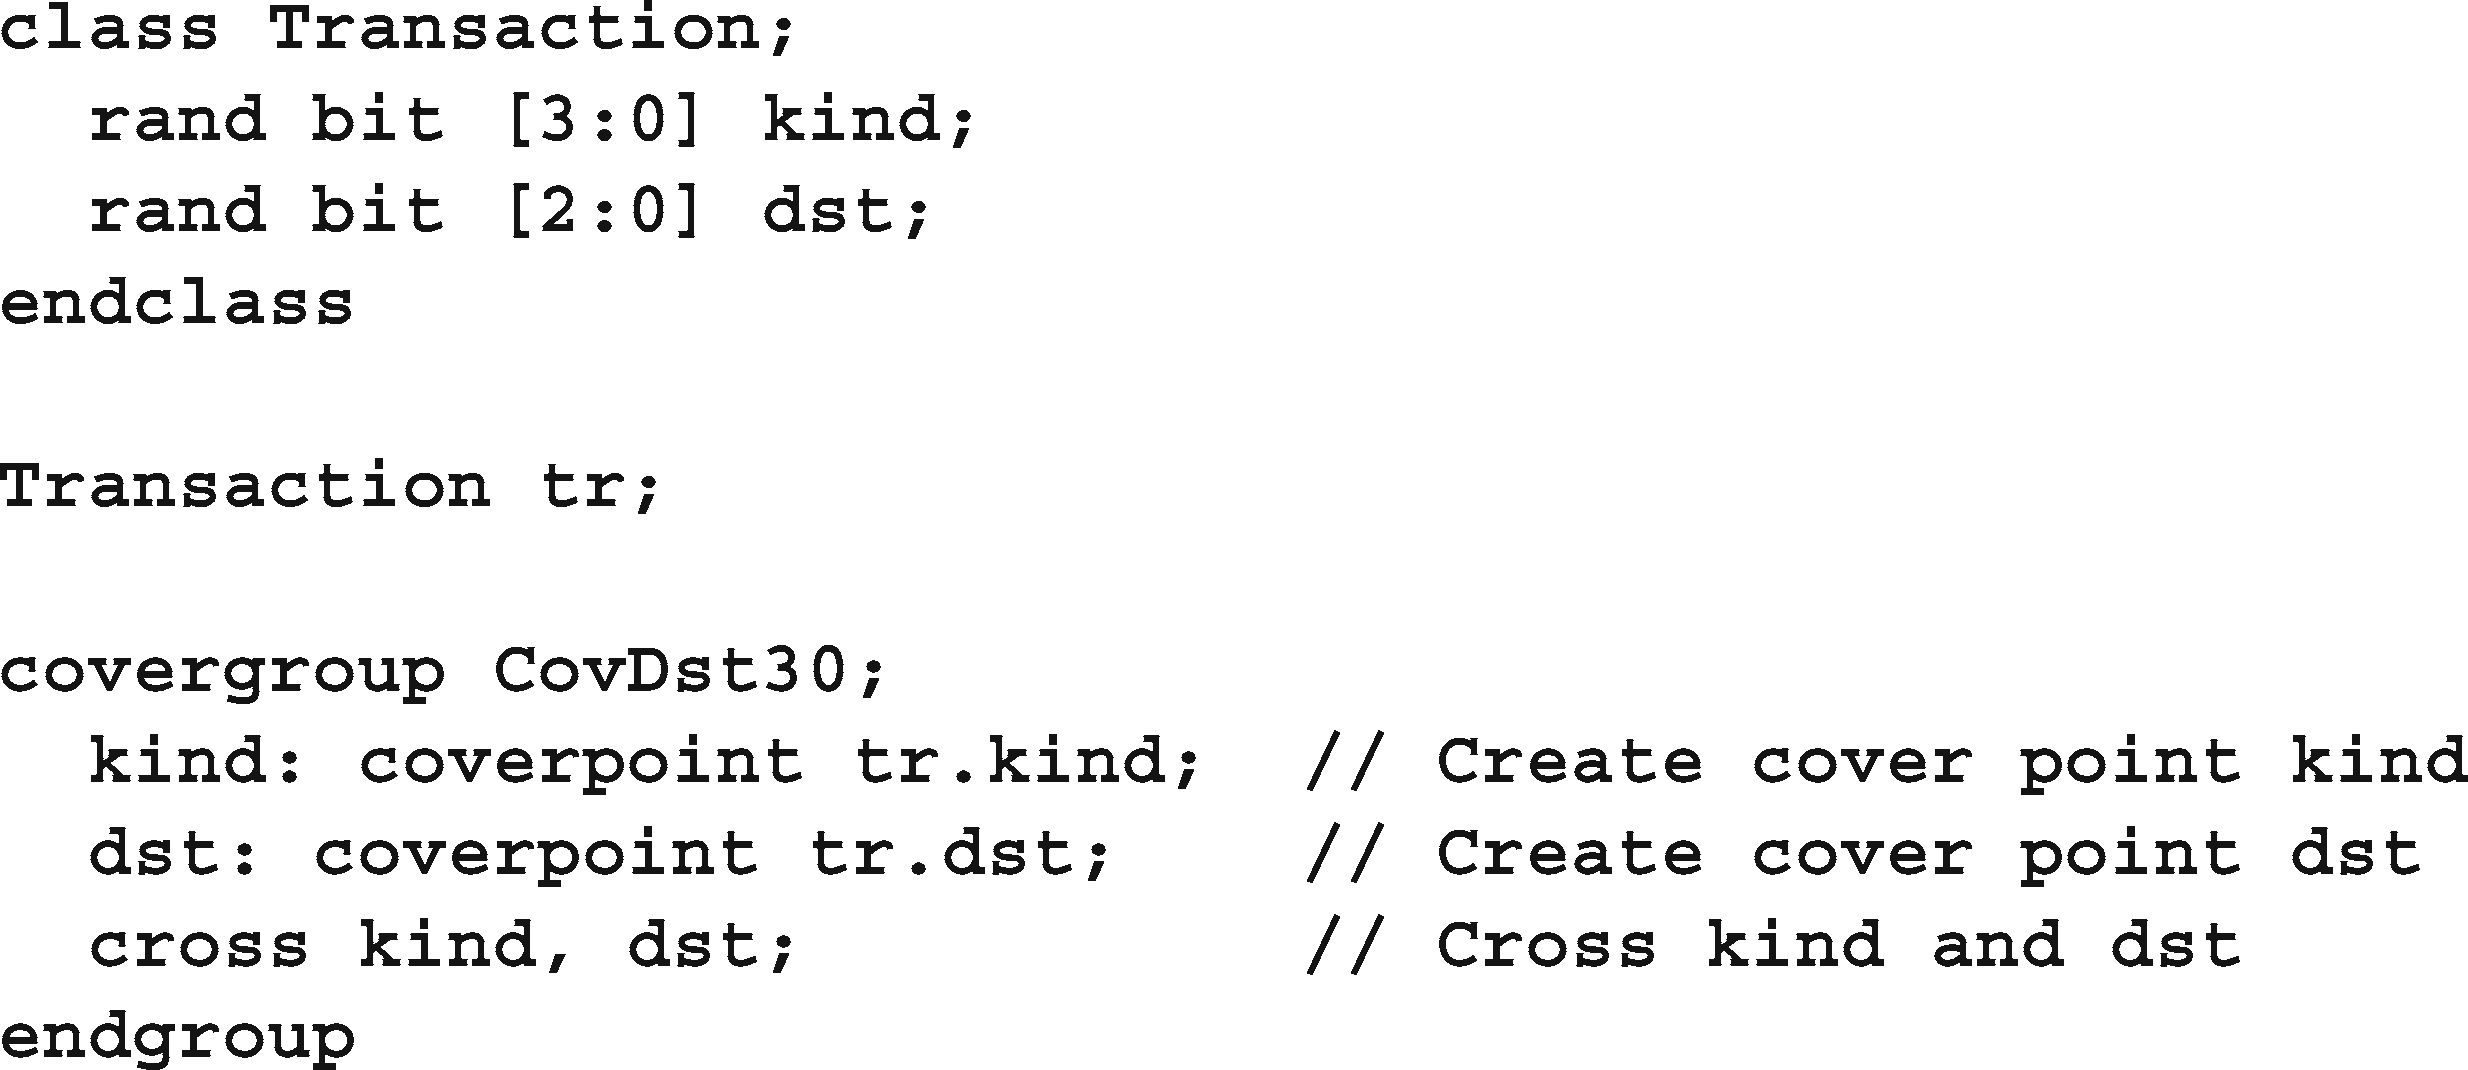 class Transaction;
  rand bit [3:0] kind;
  rand bit [2:0] dst;
endclass

Transaction tr;

covergroup CovDst30;
  kind: coverpoint tr.kind;  // Create cover point kind
  dst: coverpoint tr.dst;    // Create cover point dst
  cross kind, dst;           // Cross kind and dst
endgroup